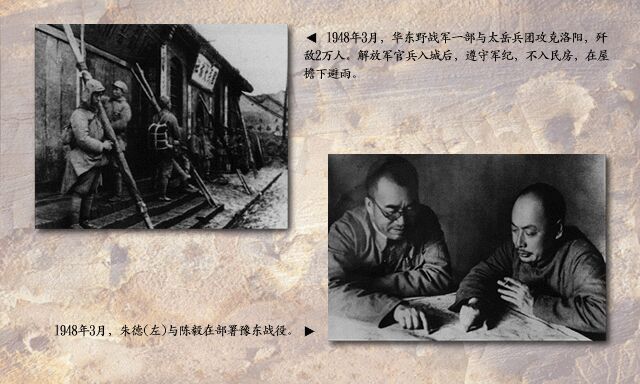 ◀ 1948年3月，华东野战军一部与太岳兵团攻克洛阳，歼
敌2万人。解放军官兵入城后，遵守军纪，不入民房，在屋
檐下避雨。
1948年3月，朱德(左)与陈毅在部署豫东战役。 ▶